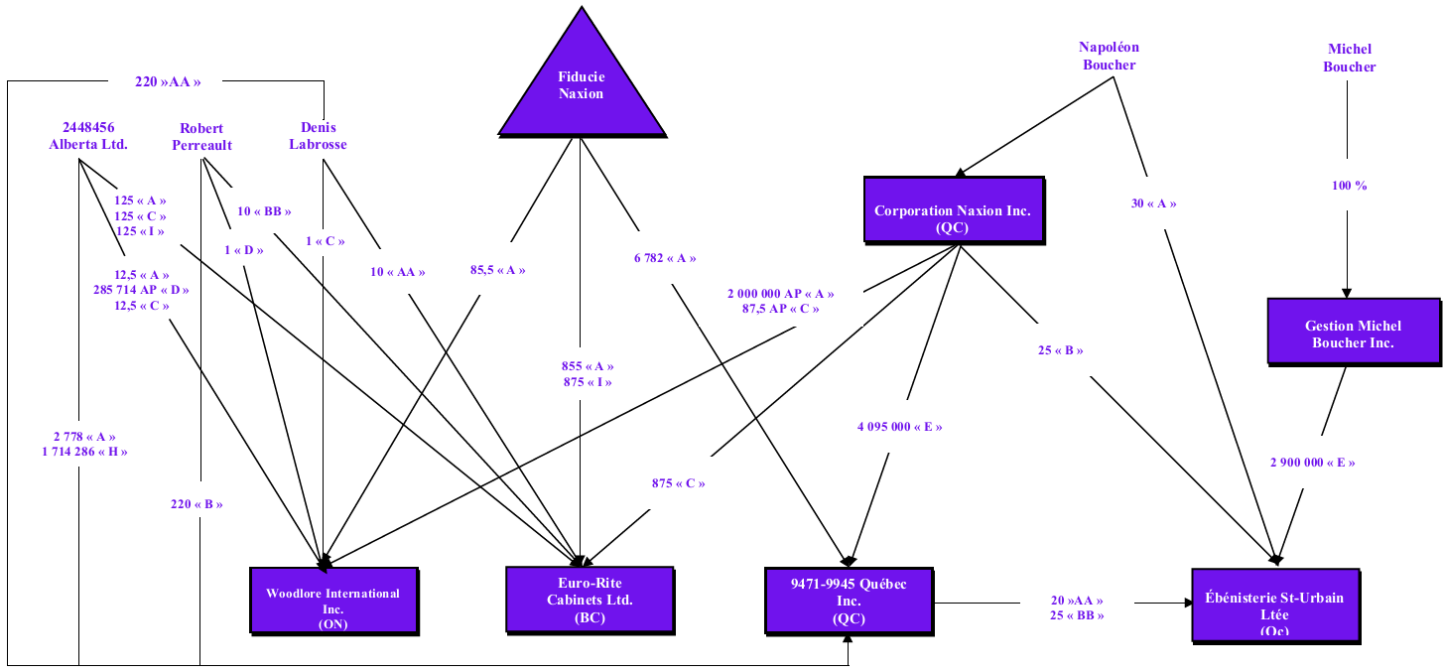 220 »AA »
2448456
Alberta Ltd.
Robert
Perreault
Denis
Labrosse
Fiducie
Naxion
Napoléon
Boucher
Michel
Boucher
125 « A »
125 « C »
125 « I »
10 « BB »
1 « D »
1 « C »
10 « AA »
85,5 « A »
6 782 « A »
Corporation Naxion Inc.
(QC)
30 « A »
100 %
12,5 « A »
285 714 AP « D »
12,5 « C »
2 000 000 AP « A »
87,5 AP « C »
Gestion Michel
Boucher Inc.
855 « A »
875 « I »
25 « B »
2 778 « A »
1 714 286 « H »
4 095 000 « E »
2 900 000 « E »
220 « B »
875 « C »
Woodlore International
Inc.
(ON)
Euro-Rite
Cabinets Ltd.
(BC)
9471-9945 Québec
Inc.
(QC)
20 »AA »
25 « BB »
Ébénisterie St-Urbain
Ltée
(Qc)